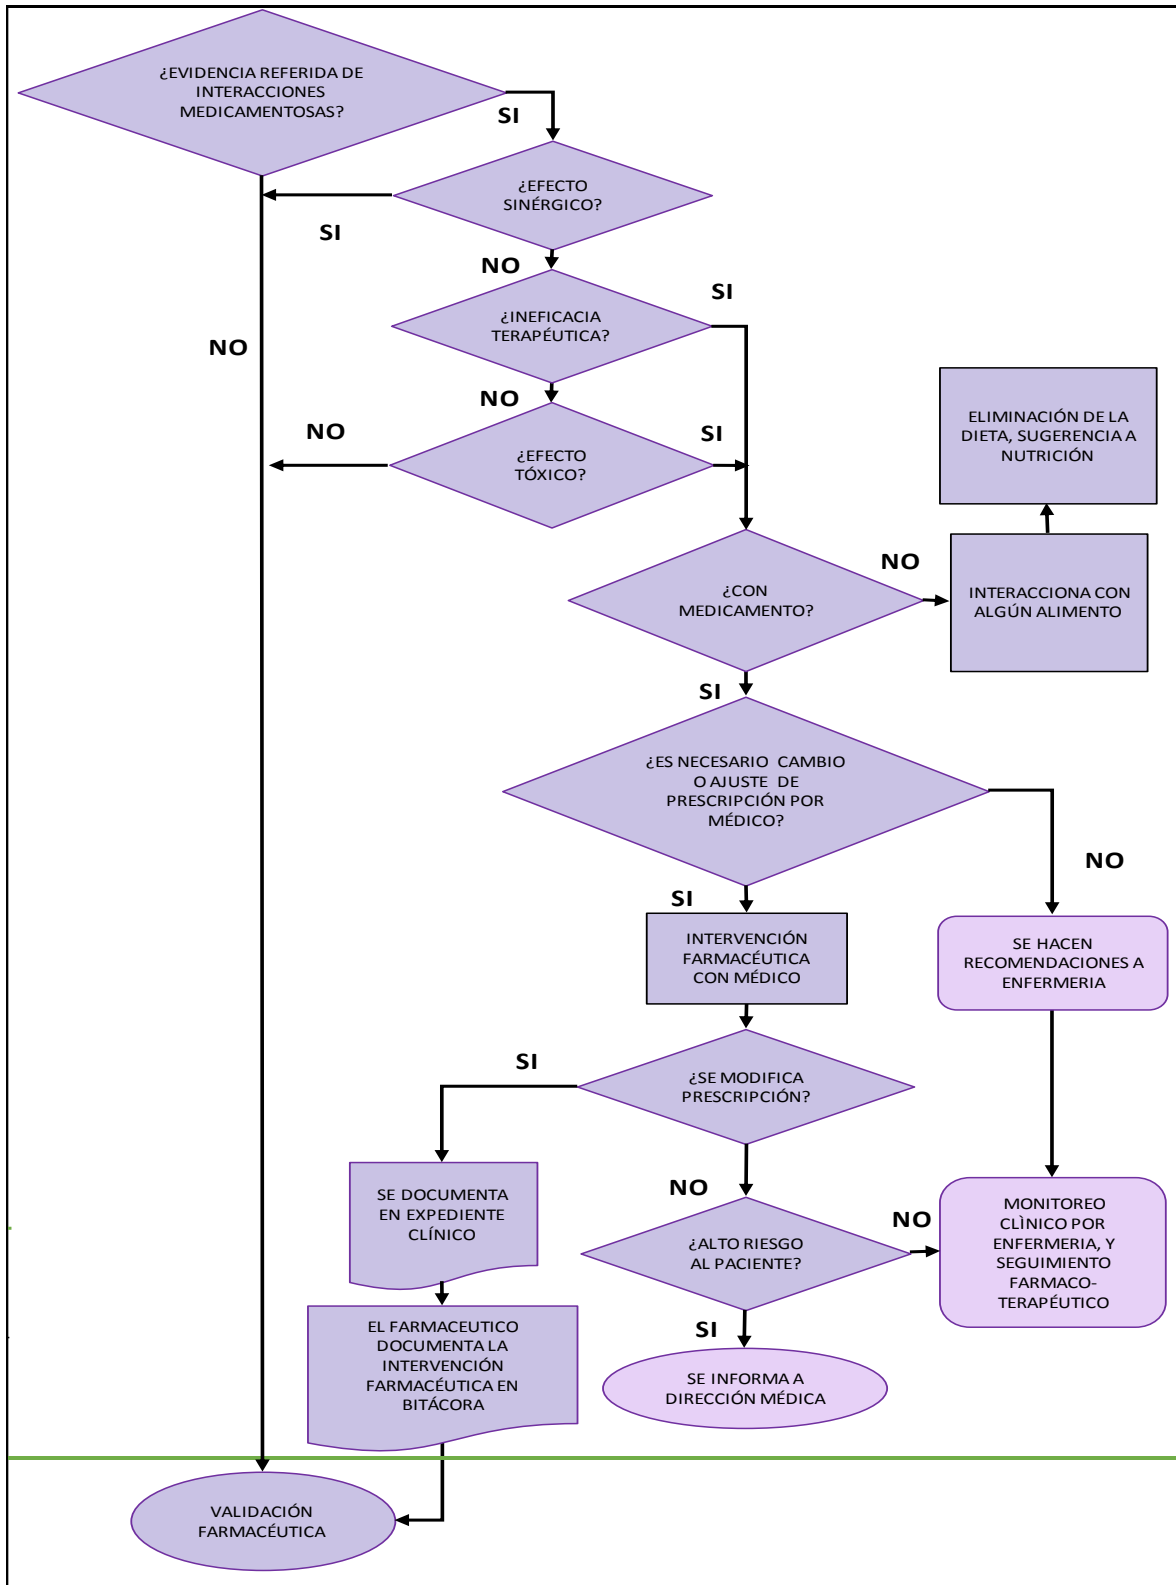 ¿EVIDENCIA REFERIDA DE
INTERACCIONES
MEDICAMENTOSAS?
SI
¿EFECTO
SINÉRGICO?
SI
NO
¿INEFICACIA
TERAPÉUTICA?
SI
NO
NO
¿EFECTO
TÓXICO?
NO
SI
ELIMINACIÓN DE LA
DIETA, SUGERENCIA A
NUTRICIÓN
¿CON
MEDICAMENTO?
NO
INTERACCIONA CON
ALGÚN ALIMENTO
SI
¿ES NECESARIO CAMBIO
O AJUSTE DE
PRESCRIPCIÓN POR
MÉDICO?
NO
SI
INTERVENCIÓN
FARMACÉUTICA
CON MÉDICO
SE HACEN
RECOMENDACIONES A
ENFERMERIA
¿SE MODIFICA
PRESCRIPCIÓN?
SI
NO
SE DOCUMENTA
EN EXPEDIENTE
CLÍNICO
¿ALTO RIESGO
AL PACIENTE?
NO
MONITOREO
CLÌNICO POR
ENFERMERIA, Y
SEGUIMIENTO
FARMACO-
TERAPÉUTICO
SI
EL FARMACEUTICO
DOCUMENTA LA
INTERVENCIÓN
FARMACÉUTICA EN
BITÁCORA
SE INFORMA A
DIRECCIÓN MÉDICA
VALIDACIÓN
FARMACÉUTICA